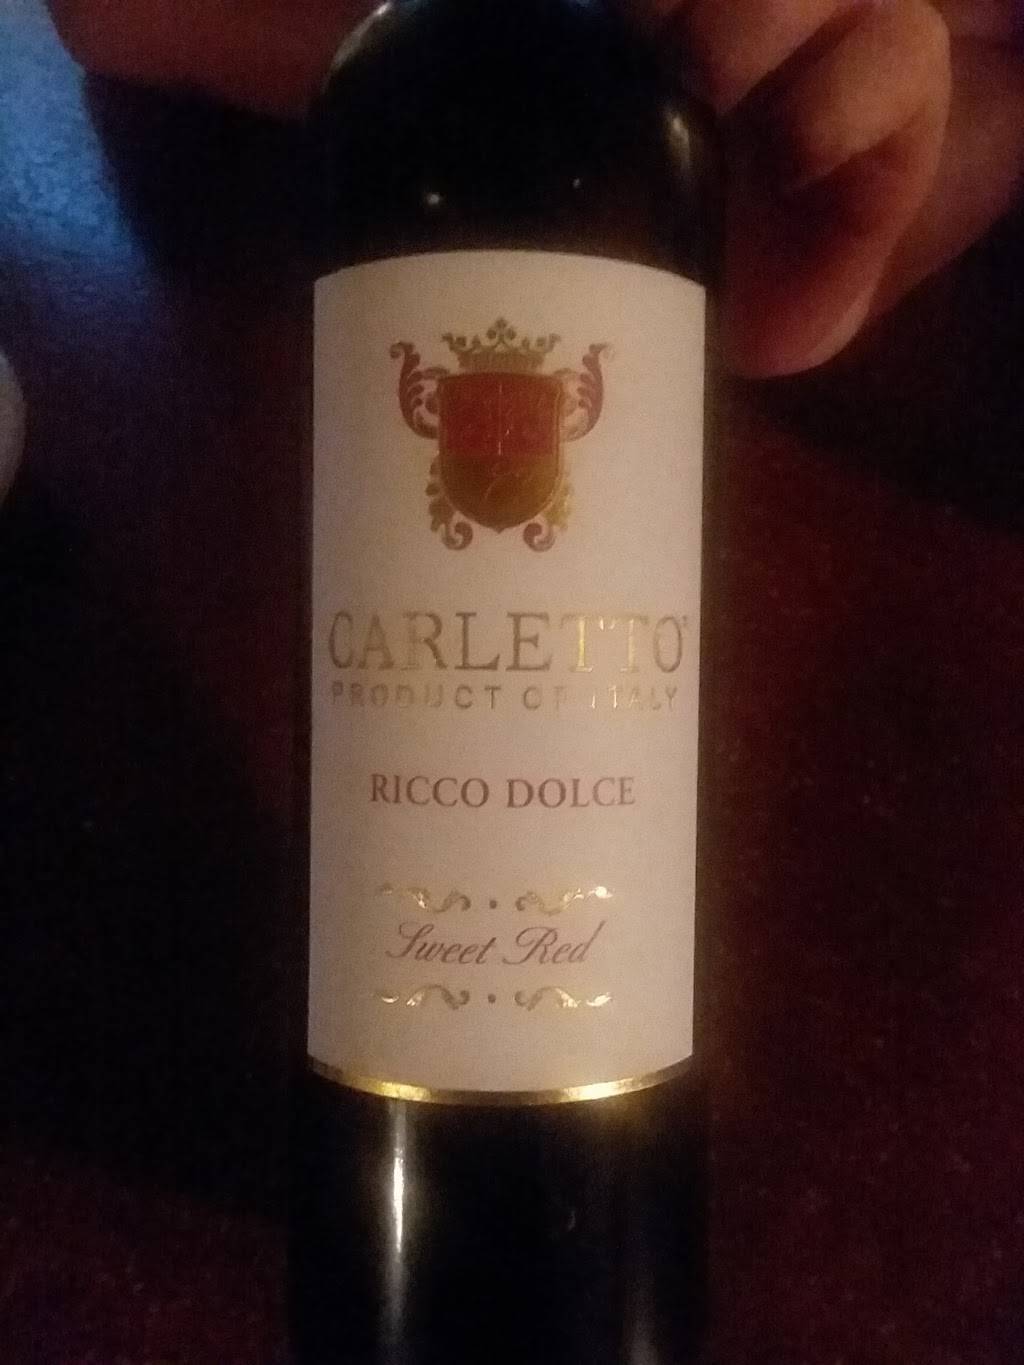 CARLETTO
PRODUCT OF ITALY
RICCO DOLCE
Sweet Red